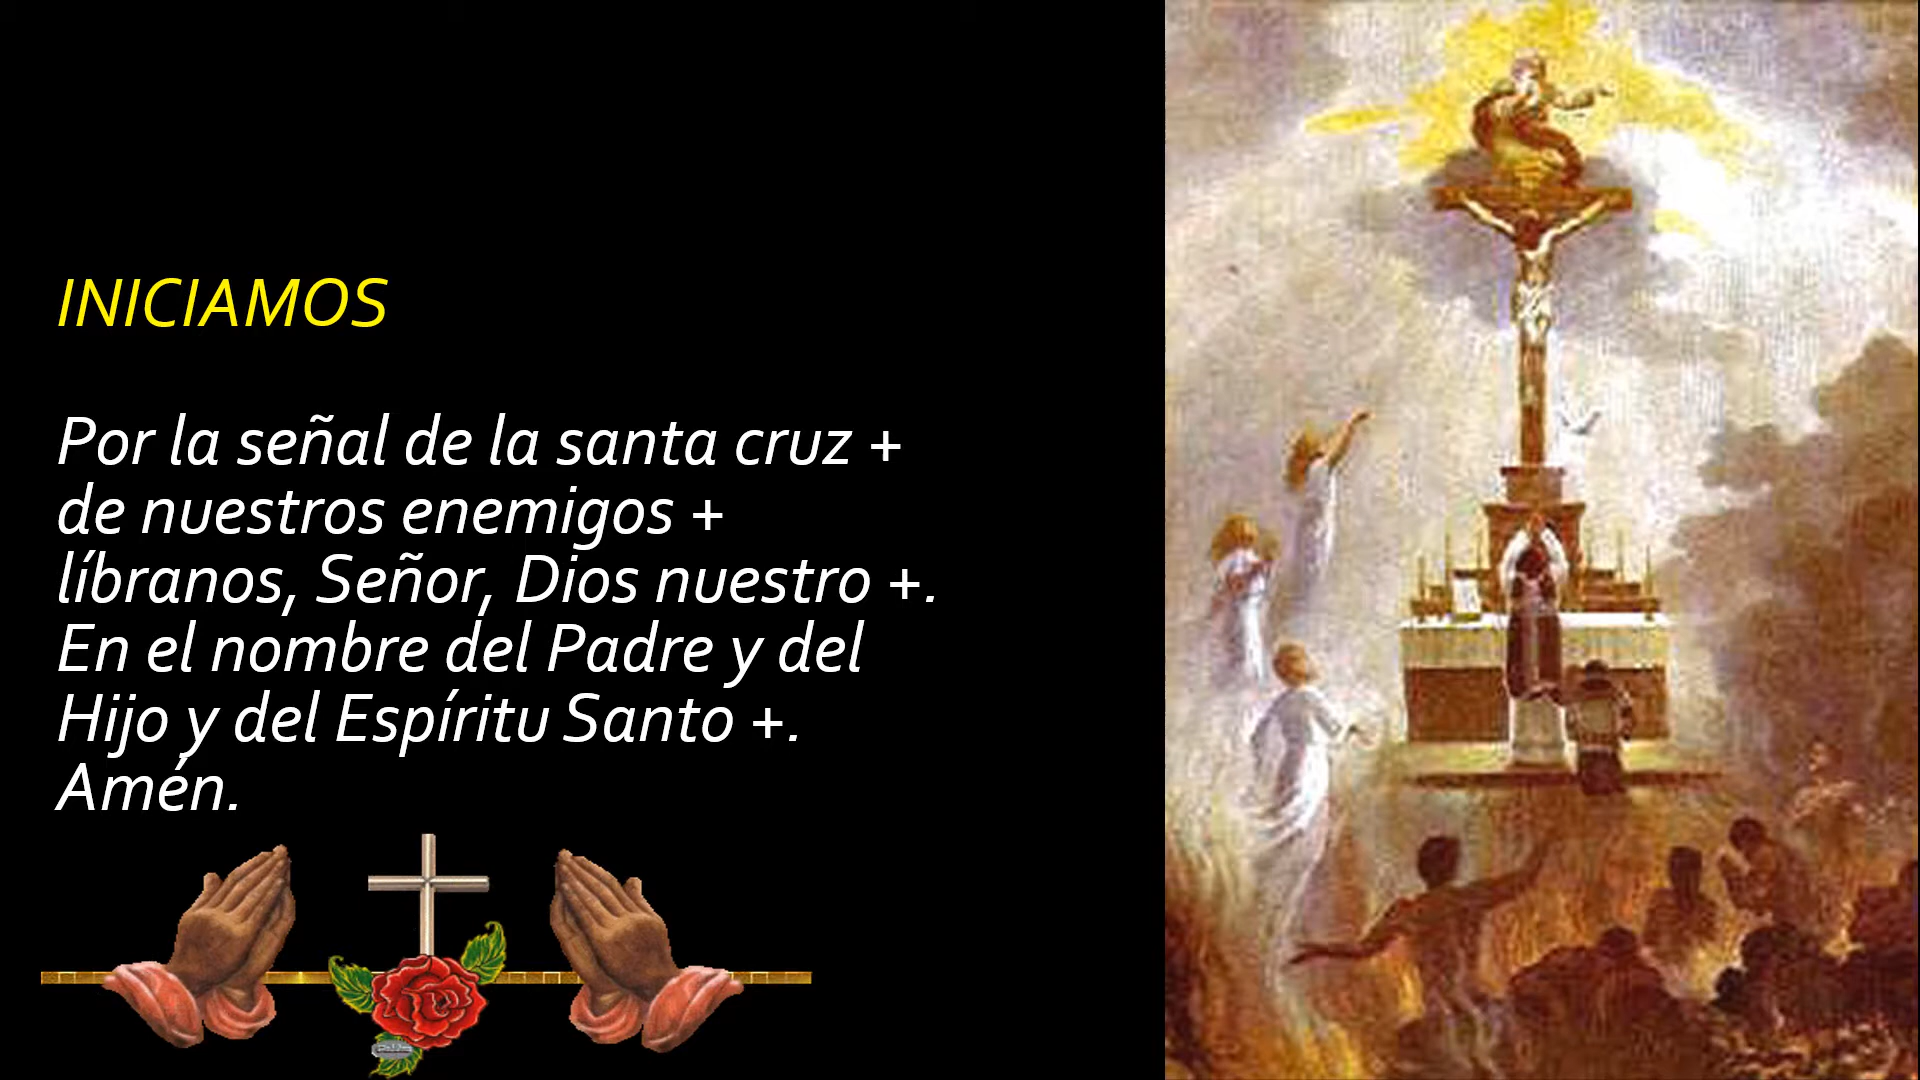 INICIAMOS
Por la señal de la santa cruz +
de nuestros enemigos +
líbranos, Señor, Dios nuestro +.
En el nombre del Padre y del
Hijo y del Espíritu Santo +.
Amén.